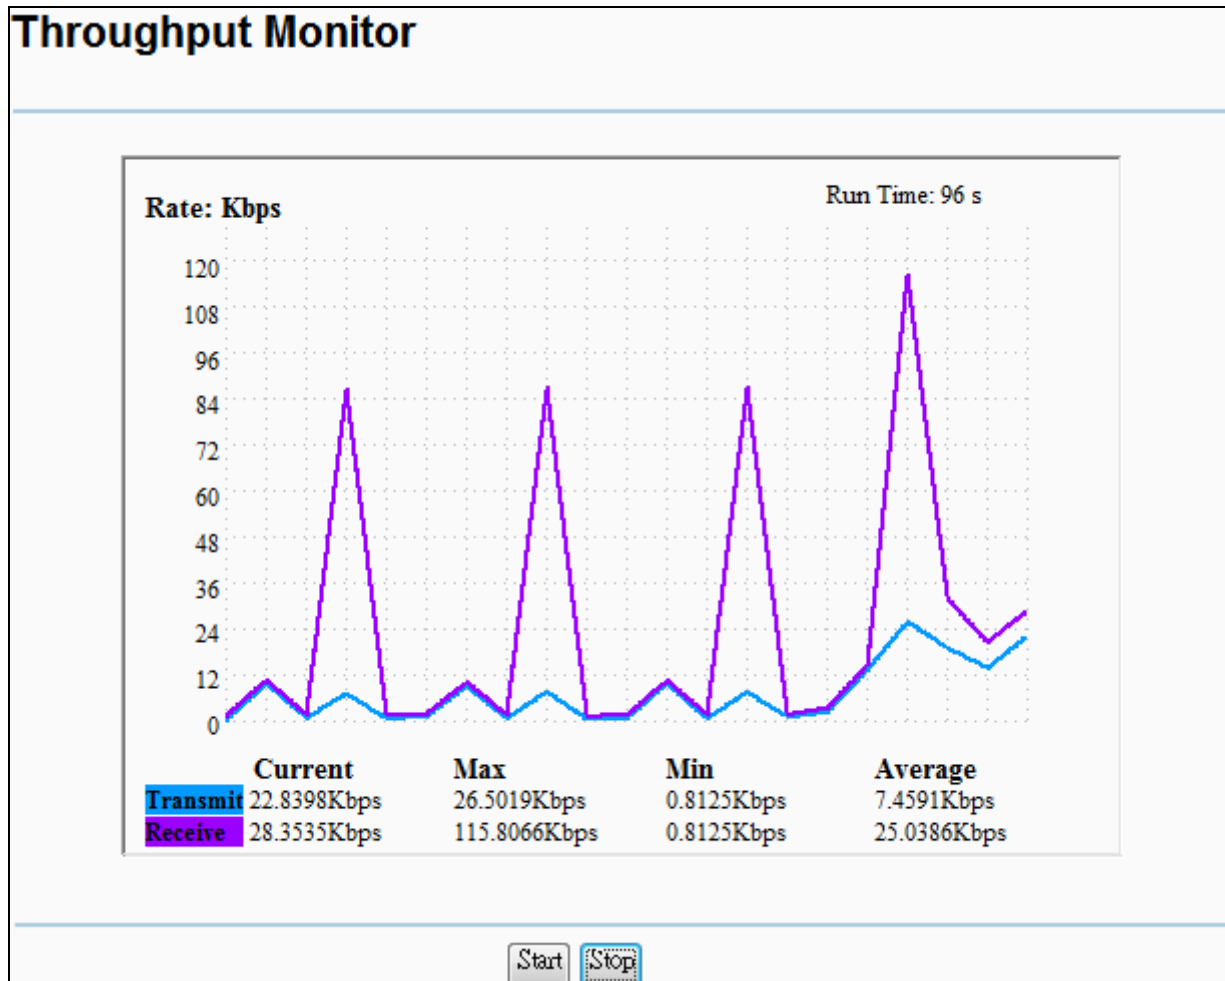 Throughput Monitor
Rate: Kbps
Run Time: 96 s
120
108
96
84
72
60
48
36
24
12
0
Current Max Min Average
Transmit 22.8398Kbps 26.5019Kbps 0.8125Kbps 7.4591Kbps
Receive 28.3535Kbps 115.8066Kbps 0.8125Kbps 25.0386Kbps
Start Stop